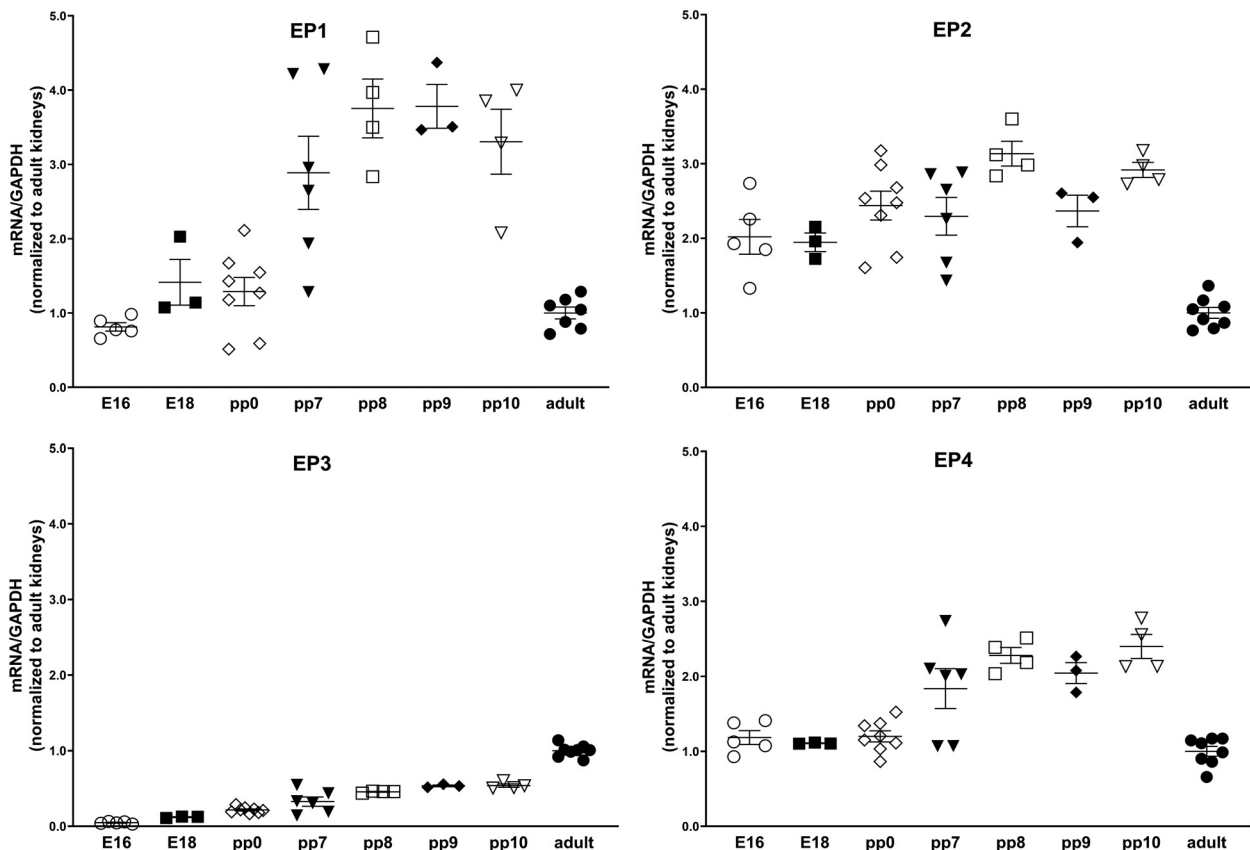 EP1
mRNA/GAPDH
(normalized to adult kidneys)
5.0
4.0
3.0
2.0
1.0
0.0
E16 E18 pp0 pp7 pp8 pp9 pp10 adult
EP2
mRNA/GAPDH
(normalized to adult kidneys)
5.0
4.0
3.0
2.0
1.0
0.0
E16 E18 pp0 pp7 pp8 pp9 pp10 adult
EP3
mRNA/GAPDH
(normalized to adult kidneys)
5.0
4.0
3.0
2.0
1.0
0.0
E16 E18 pp0 pp7 pp8 pp9 pp10 adult
EP4
mRNA/GAPDH
(normalized to adult kidneys)
5.0
4.0
3.0
2.0
1.0
0.0
E16 E18 pp0 pp7 pp8 pp9 pp10 adult